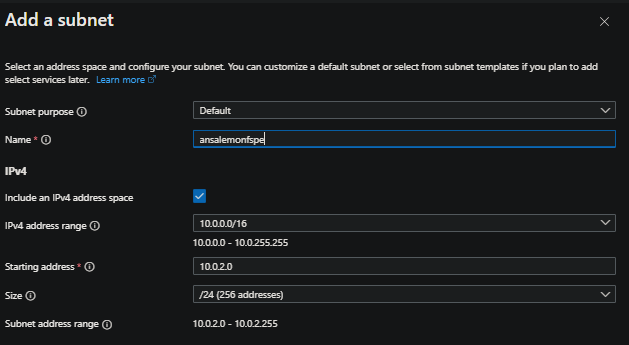 Add a subnet
Select an address space and configure your subnet. You can customize a default subnet or select from subnet templates if you plan to add
select services later. Learn more
Subnet purpose
Default
Name *
ansalemonfspe
IPv4
Include an IPv4 address space
IPv4 address range
10.0.0.0/16
10.0.0.0 - 10.0.255.255
Starting address *
10.0.2.0
Size
/24 (256 addresses)
Subnet address range
10.0.2.0 - 10.0.2.255